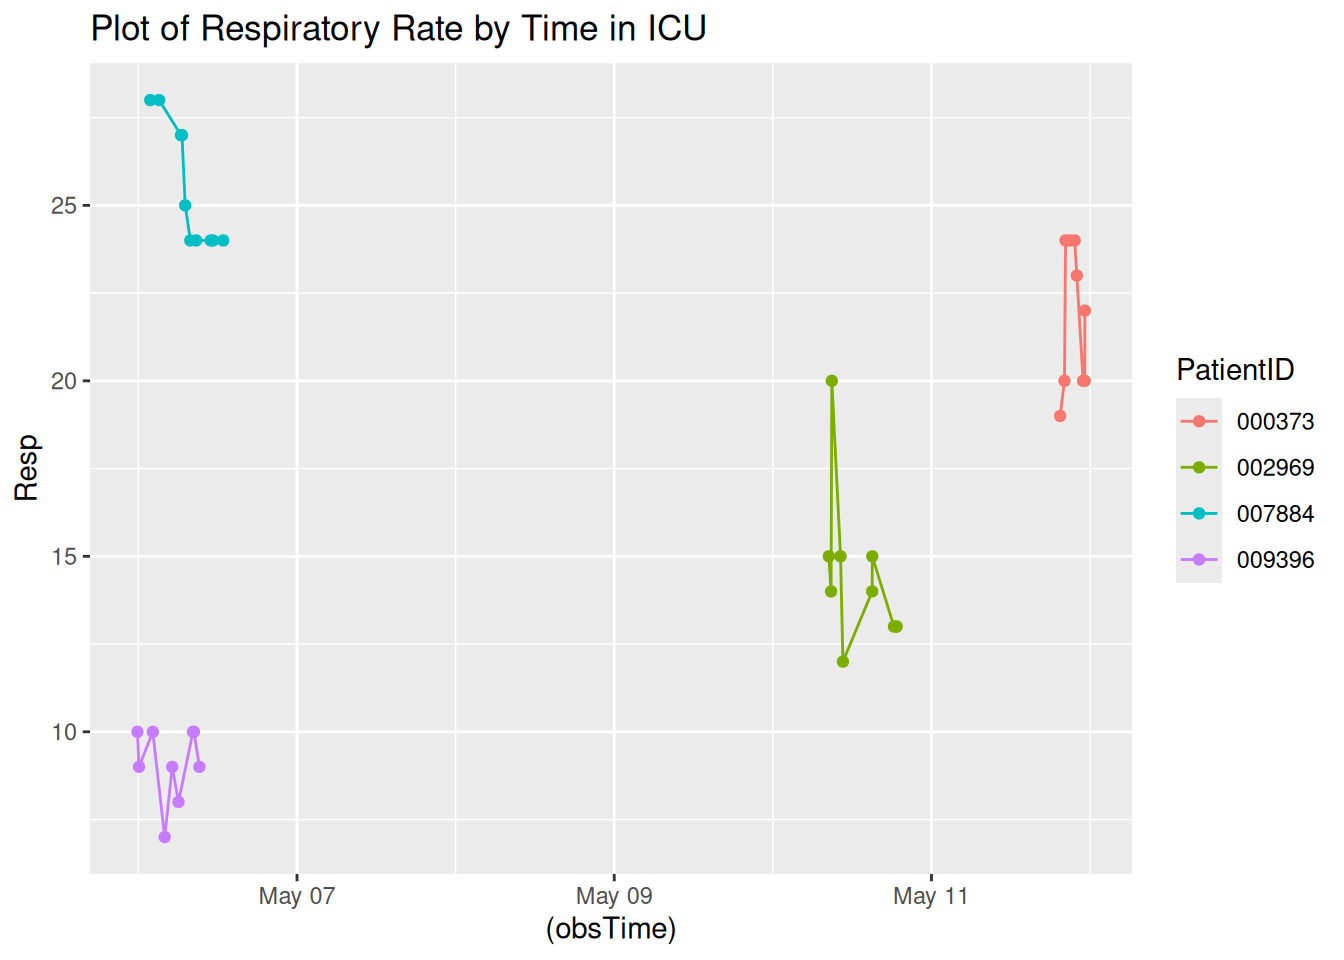 Plot of Respiratory Rate by Time in ICU
25
20
15
10
Resp
May 07
May 09
May 11
(obsTime)
PatientID
000373
002969
007884
009396